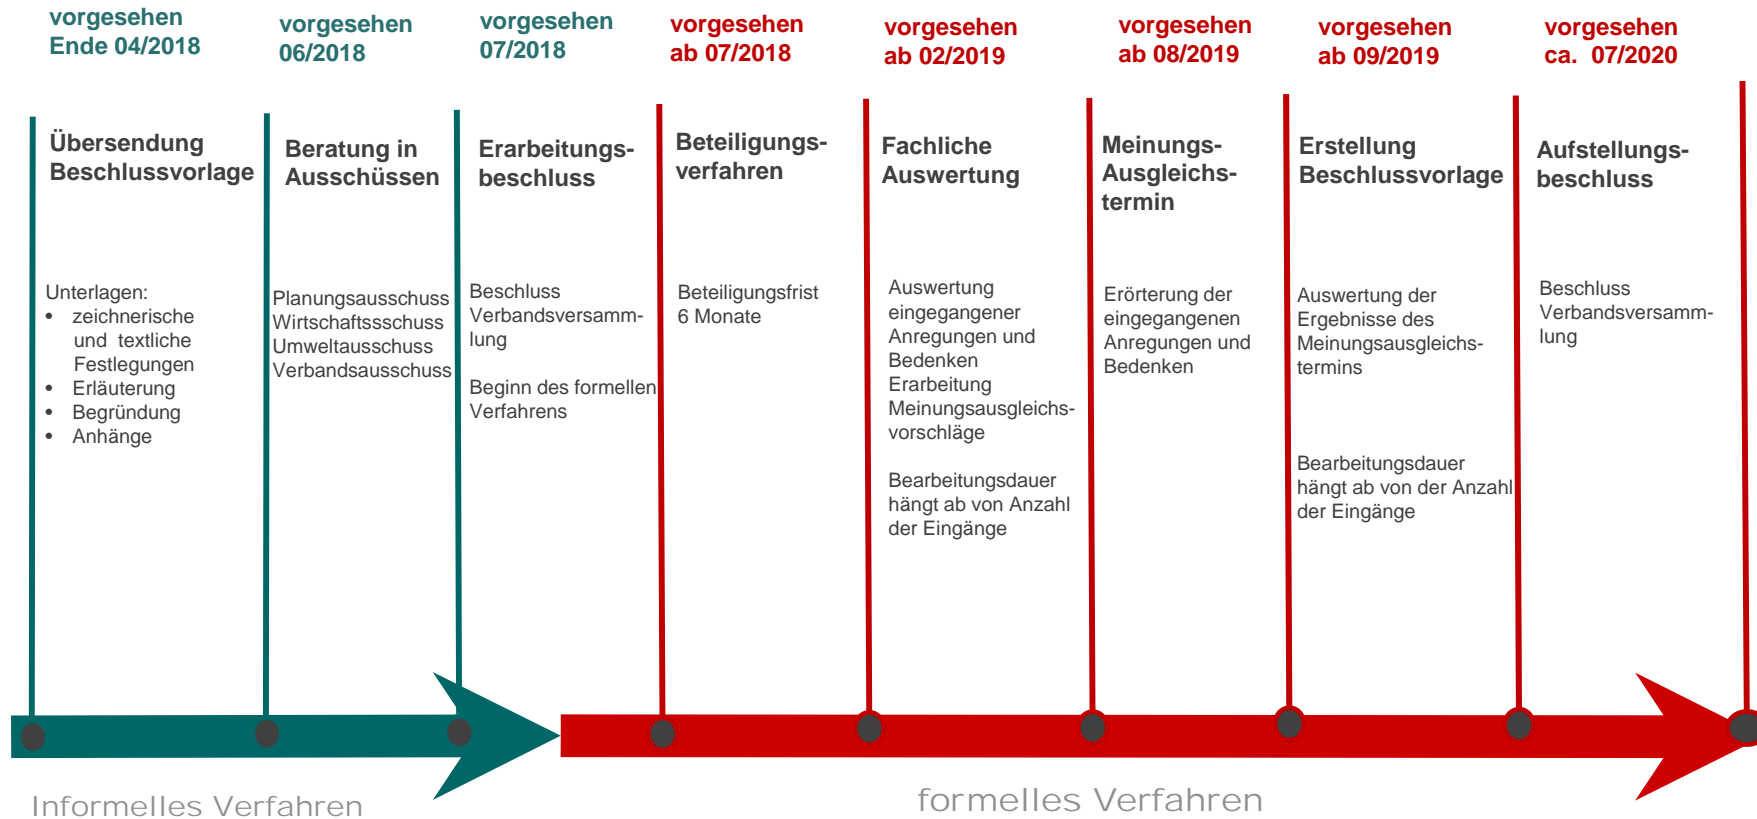 vorgesehen
Ende 04/2018
vorgesehen
06/2018
vorgesehen
07/2018
vorgesehen
ab 07/2018
vorgesehen
ab 02/2019
vorgesehen
ab 08/2019
vorgesehen
ab 09/2019
vorgesehen
ca. 07/2020
Übersendung
Beschlussvorlage
Beratung in
Ausschüssen
Erarbeitungs-
beschluss
Beteiligungs-
verfahren
Fachliche
Auswertung
Meinungs-
Ausgleichs-
termin
Erstellung
Beschlussvorlage
Aufstellungs-
beschluss
Unterlagen:
• zeichnerische
und textliche
Festlegungen
• Erläuterung
• Begründung
• Anhänge
Planungsausschuss
Wirtschaftssschuss
Umweltausschuss
Verbandsausschuss
Beschluss
Verbandsversamm-
lung
Beginn des formellen
Verfahrens
Beteiligungsfrist
6 Monate
Auswertung
eingegangener
Anregungen und
Bedenken
Erarbeitung
Meinungsausgleichs-
vorschläge
Bearbeitungsdauer
hängt ab von Anzahl
der Eingänge
Erörterung der
eingegangenen
Anregungen und
Bedenken
Auswertung der
Ergebnisse des
Meinungsausgleichs-
termins
Bearbeitungsdauer
hängt ab von der Anzahl
der Eingänge
Beschluss
Verbandsversamm-
lung
Informelles Verfahren
formelles Verfahren